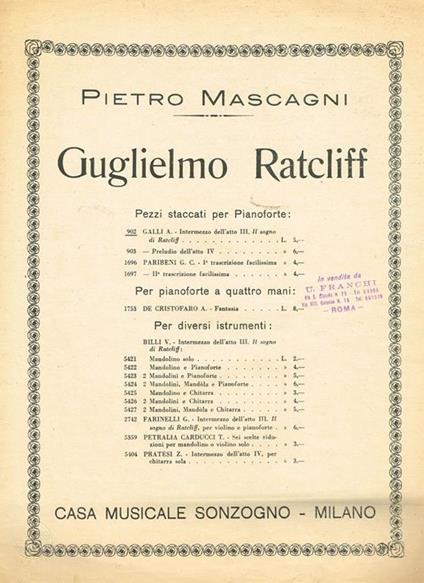 PIETRO MASCAGNI
Guglielmo Ratcliff
Pezzi staccati per Pianoforte:
902 GALLI A. - Intermezzo dell'atto III. Il sogno
di Ratcliff . . . . . . . . . . . . . . L. 5,—
903 — Preludio dell'atto IV . . . . . . . . » 6,—
1696 PARIBENI G. C. - Iª trascrizione facilissima » 4,—
1697 — IIª trascrizione facilissima . . . . . . » 4,—
In vendita da
U. FRANCHI
— ROMA —
Per pianoforte a quattro mani:
1753 DE CRISTOFARO A. - Fantasia . . . . . L. 8,—
Per diversi istrumenti:
BILLI V. - Intermezzo dell'atto III. Il sogno
di Ratcliff:
5421 Mandolino solo . . . . . . . . . . . . L. 2,—
5422 Mandolino e Pianoforte . . . . . . . » 4,—
5423 2 Mandolini e Pianoforte . . . . . . . » 5,—
5424 2 Mandolini, Mandòla e Pianoforte . . . » 6,—
5425 Mandolino e Chitarra . . . . . . . . » 3,—
5426 2 Mandolini e Chitarra . . . . . . . . » 4,—
5427 2 Mandolini, Mandòla e Chitarra . . . . » 5,—
2742 FARINELLI G. - Intermezzo dell'atto III. Il
sogno di Ratcliff, per violino e pianoforte . » 6,—
5359 PETRALIA CARDUCCI T. - Sei scelte ridu-
zioni per mandolino o violino solo . . . » 3,—
5404 PRATESI Z. - Intermezzo dell'atto IV, per
chitarra sola . . . . . . . . . . . . . » 3,—
CASA MUSICALE SONZOGNO - MILANO